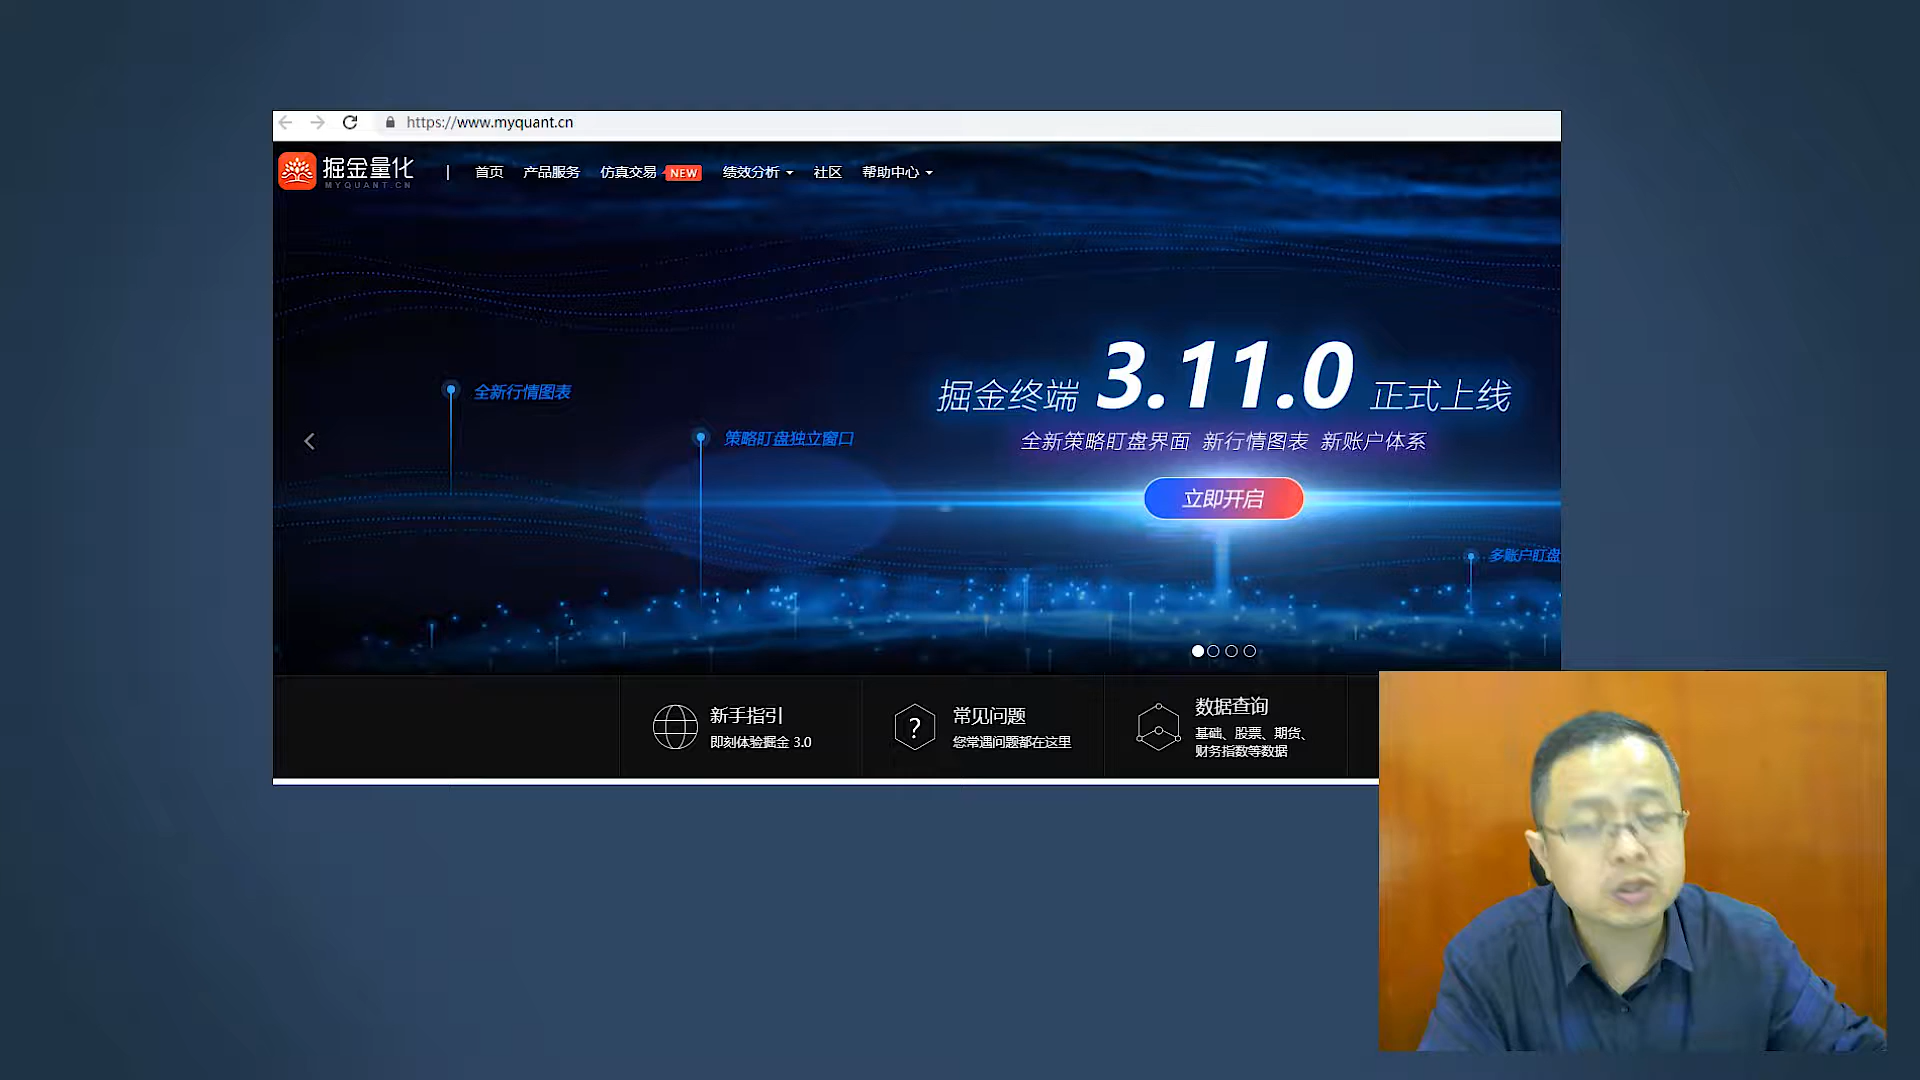 https://www.myquant.cn
掘金量化
MYQUANT.CN
| 首页 产品服务 仿真交易 NEW 绩效分析 社区 帮助中心
掘金终端 3.11.0 正式上线
全新行情图表
策略盯盘独立窗口
全新策略盯盘界面 新行情图表 新账户体系
立即开启
多账户盯盘
新手指引
即刻体验掘金 3.0
?
常见问题
您常遇问题都在这里
数据查询
基础、股票、期货、
财务指数等数据